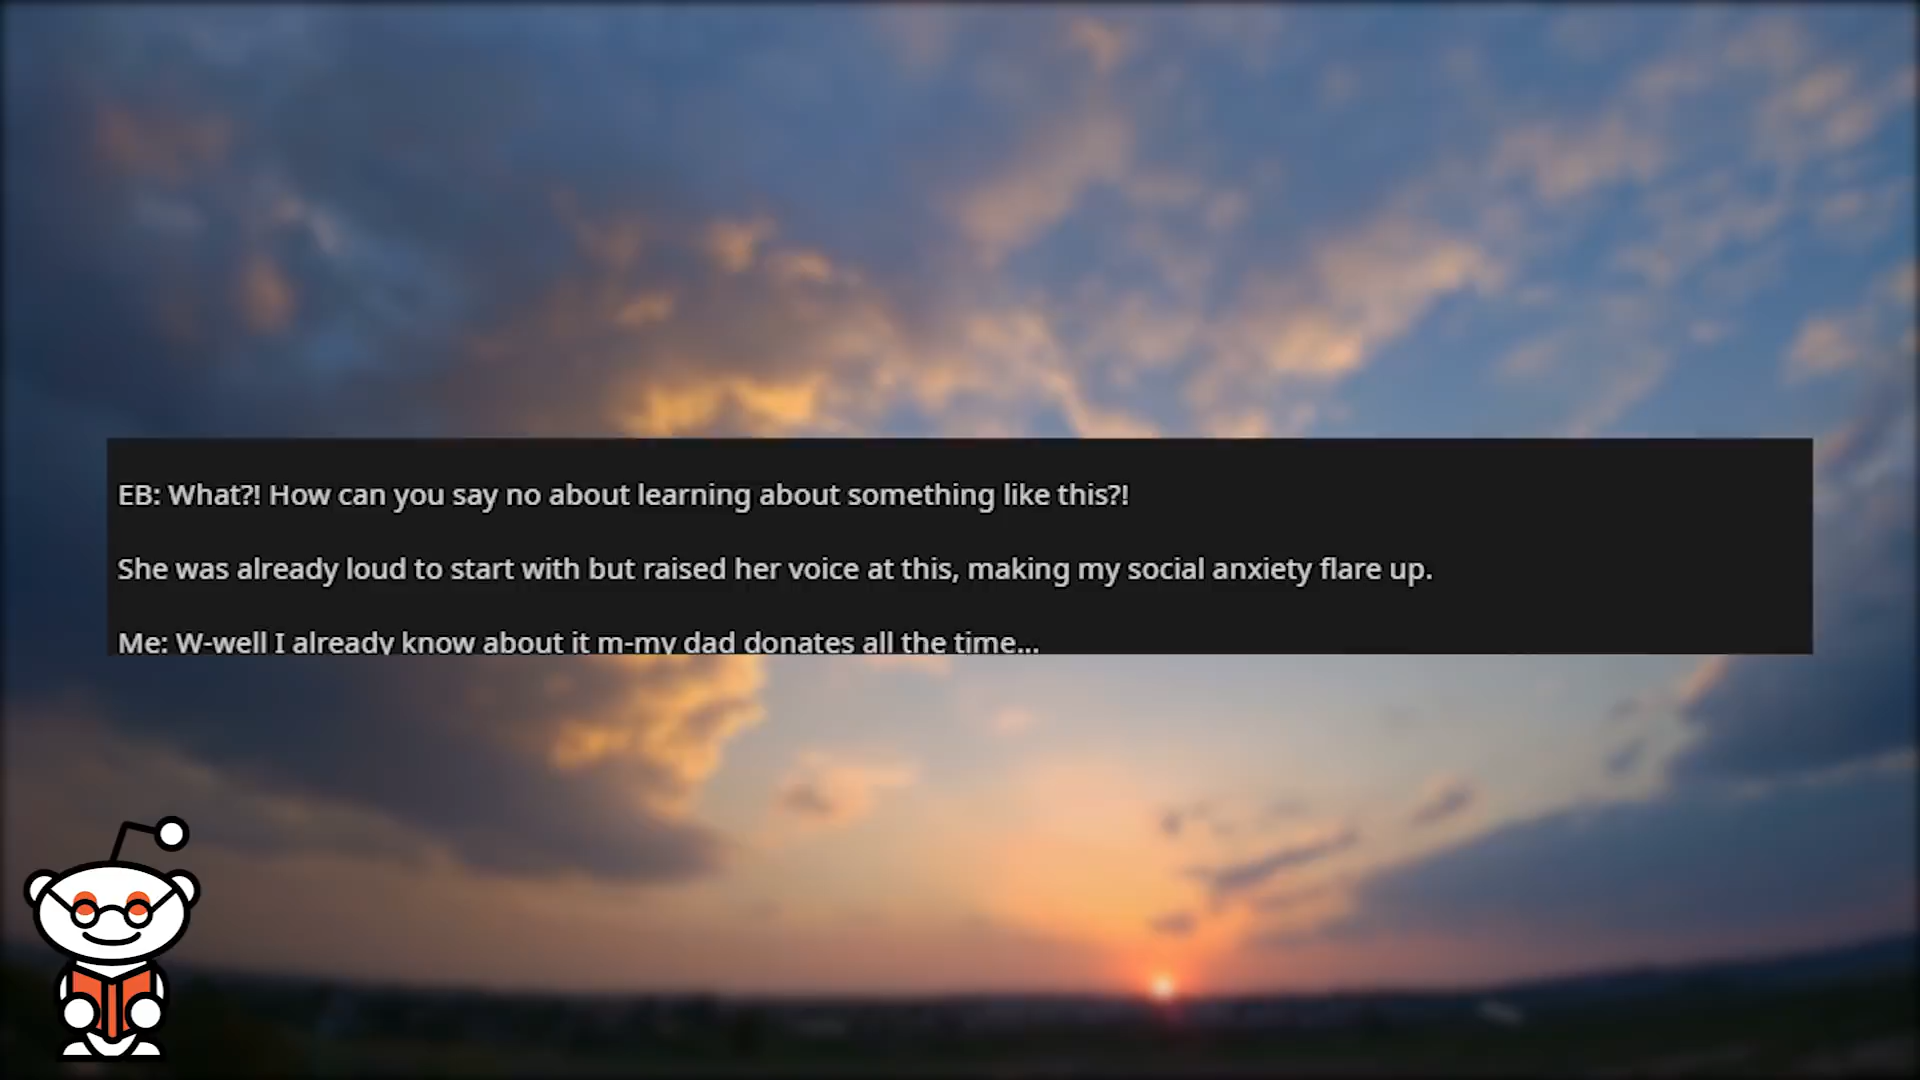 EB: What?! How can you say no about learning about something like this?!
She was already loud to start with but raised her voice at this, making my social anxiety flare up.
Me: W-well I already know about it m-my dad donates all the time...